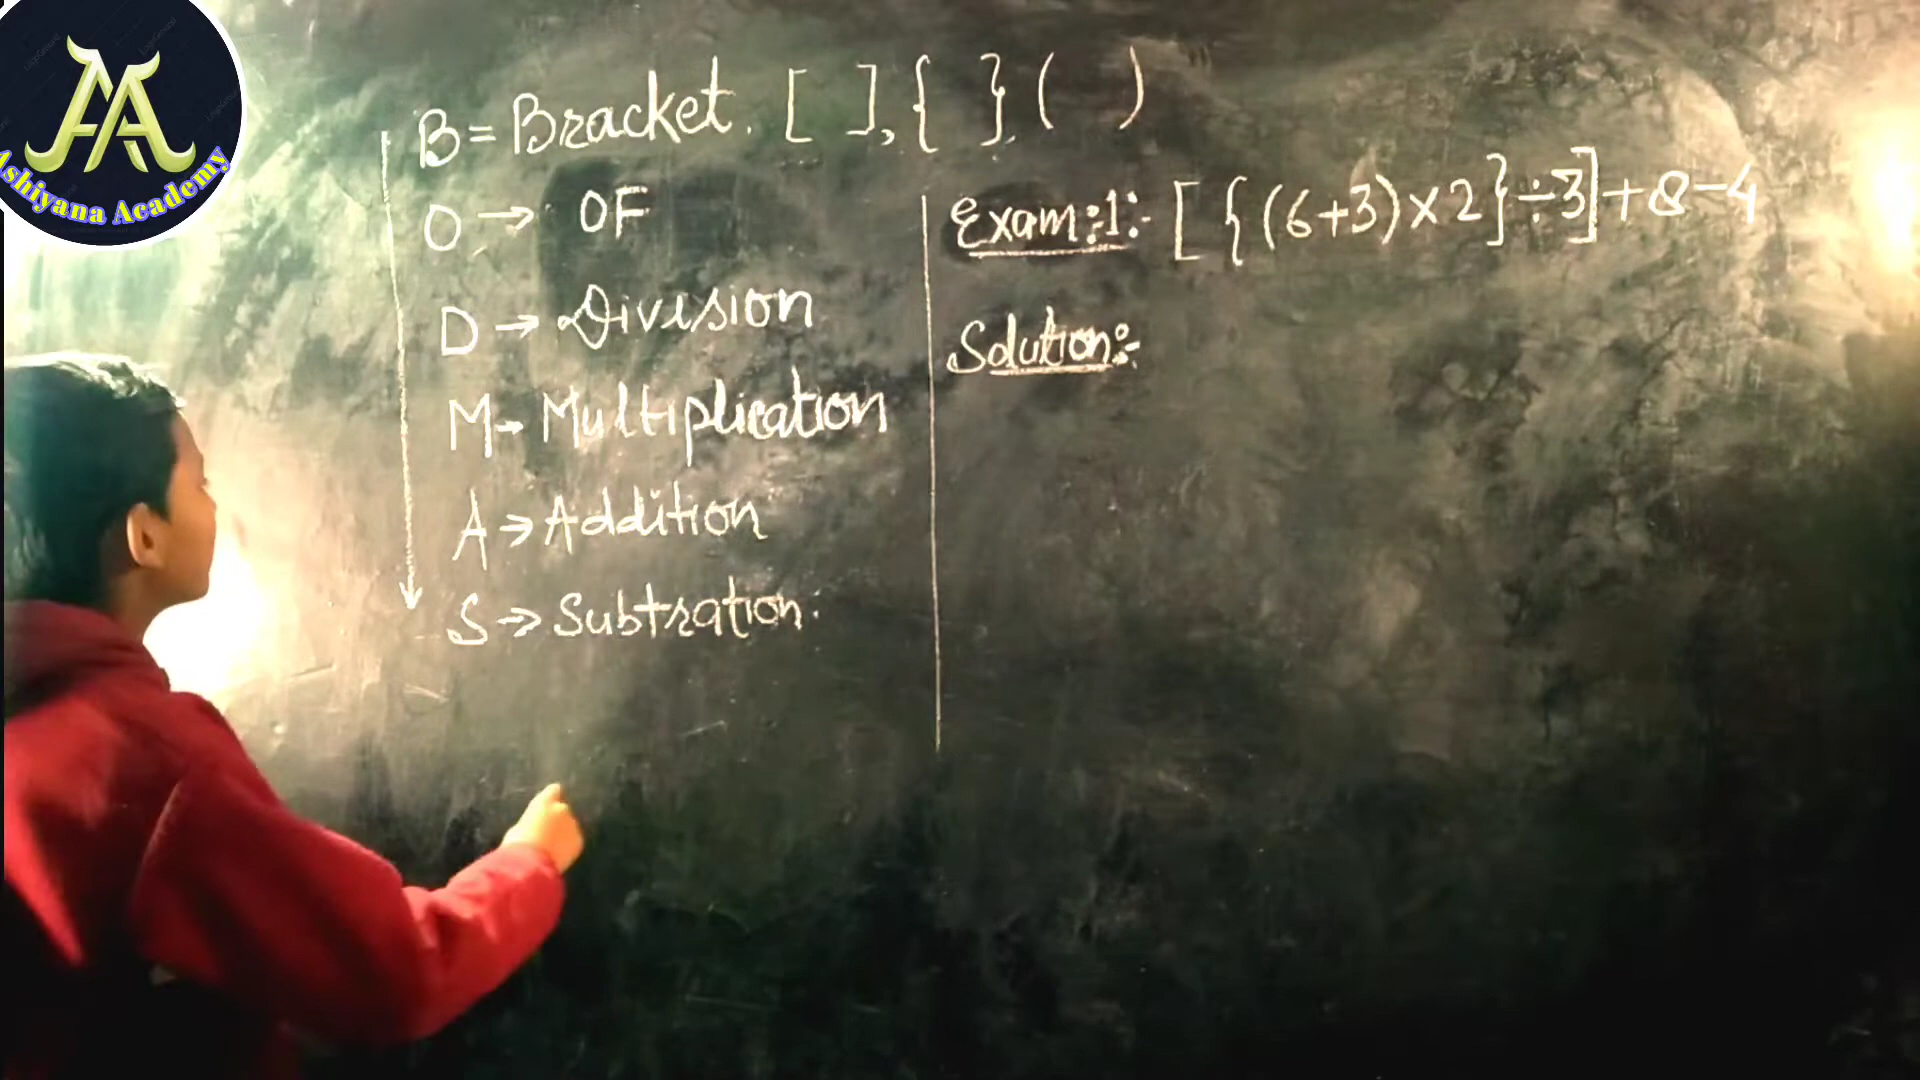 Ashiyana Academy
B = Bracket. [ ], { } ( )
O → OF
D → Division
M → Multiplication
A → Addition
S → Subtration.
Exam:1:- [ { (6+3) × 2 } ÷ 3 ] + 8 - 4
Solution:-